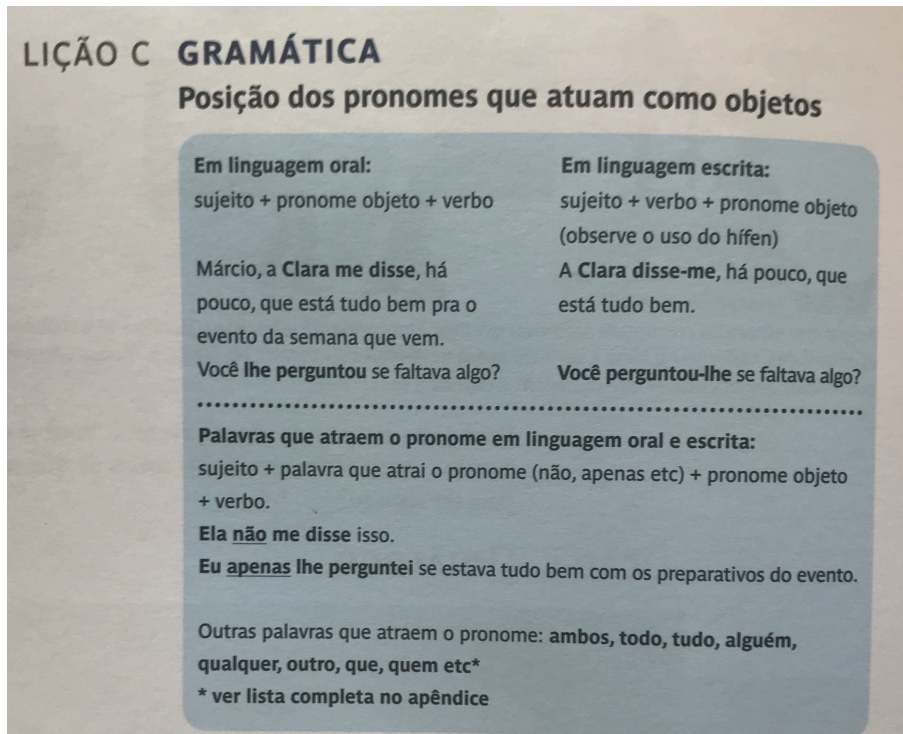 LIÇÃO C GRAMÁTICA
Posição dos pronomes que atuam como objetos
Em linguagem oral:
sujeito + pronome objeto + verbo
Márcio, a Clara me disse, há
pouco, que está tudo bem pra o
evento da semana que vem.
Você lhe perguntou se faltava algo?
Em linguagem escrita:
sujeito + verbo + pronome objeto
(observe o uso do hífen)
A Clara disse-me, há pouco, que
está tudo bem.
Você perguntou-lhe se faltava algo?
Palavras que atraem o pronome em linguagem oral e escrita:
sujeito + palavra que atrai o pronome (não, apenas etc) + pronome objeto
+ verbo.
Ela não me disse isso.
Eu apenas lhe perguntei se estava tudo bem com os preparativos do evento.
Outras palavras que atraem o pronome: ambos, todo, tudo, alguém,
qualquer, outro, que, quem etc*
* ver lista completa no apêndice